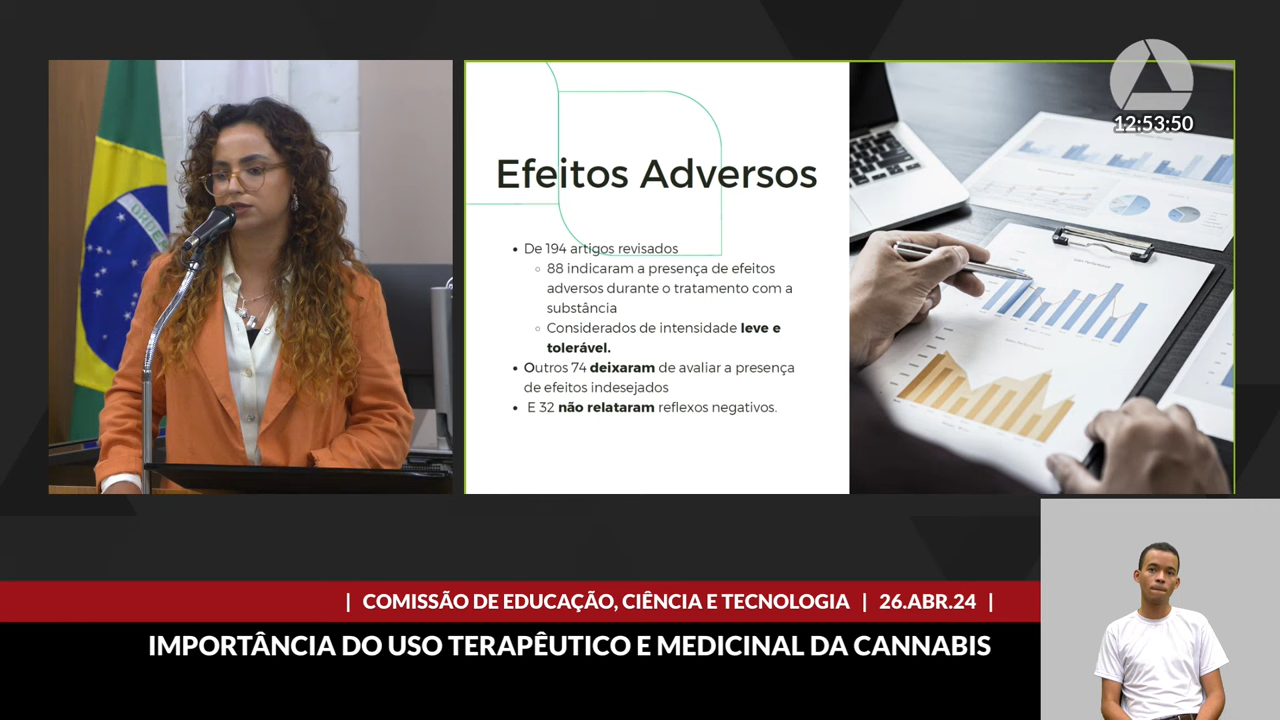 12:53:50
ORDEM
Efeitos Adversos
• De 194 artigos revisados
○ 88 indicaram a presença de efeitos
adversos durante o tratamento com a
substância
○ Considerados de intensidade leve e
tolerável.
• Outros 74 deixaram de avaliar a presença
de efeitos indesejados
• E 32 não relataram reflexos negativos.
| COMISSÃO DE EDUCAÇÃO, CIÊNCIA E TECNOLOGIA | 26.ABR.24 |
IMPORTÂNCIA DO USO TERAPÊUTICO E MEDICINAL DA CANNABIS